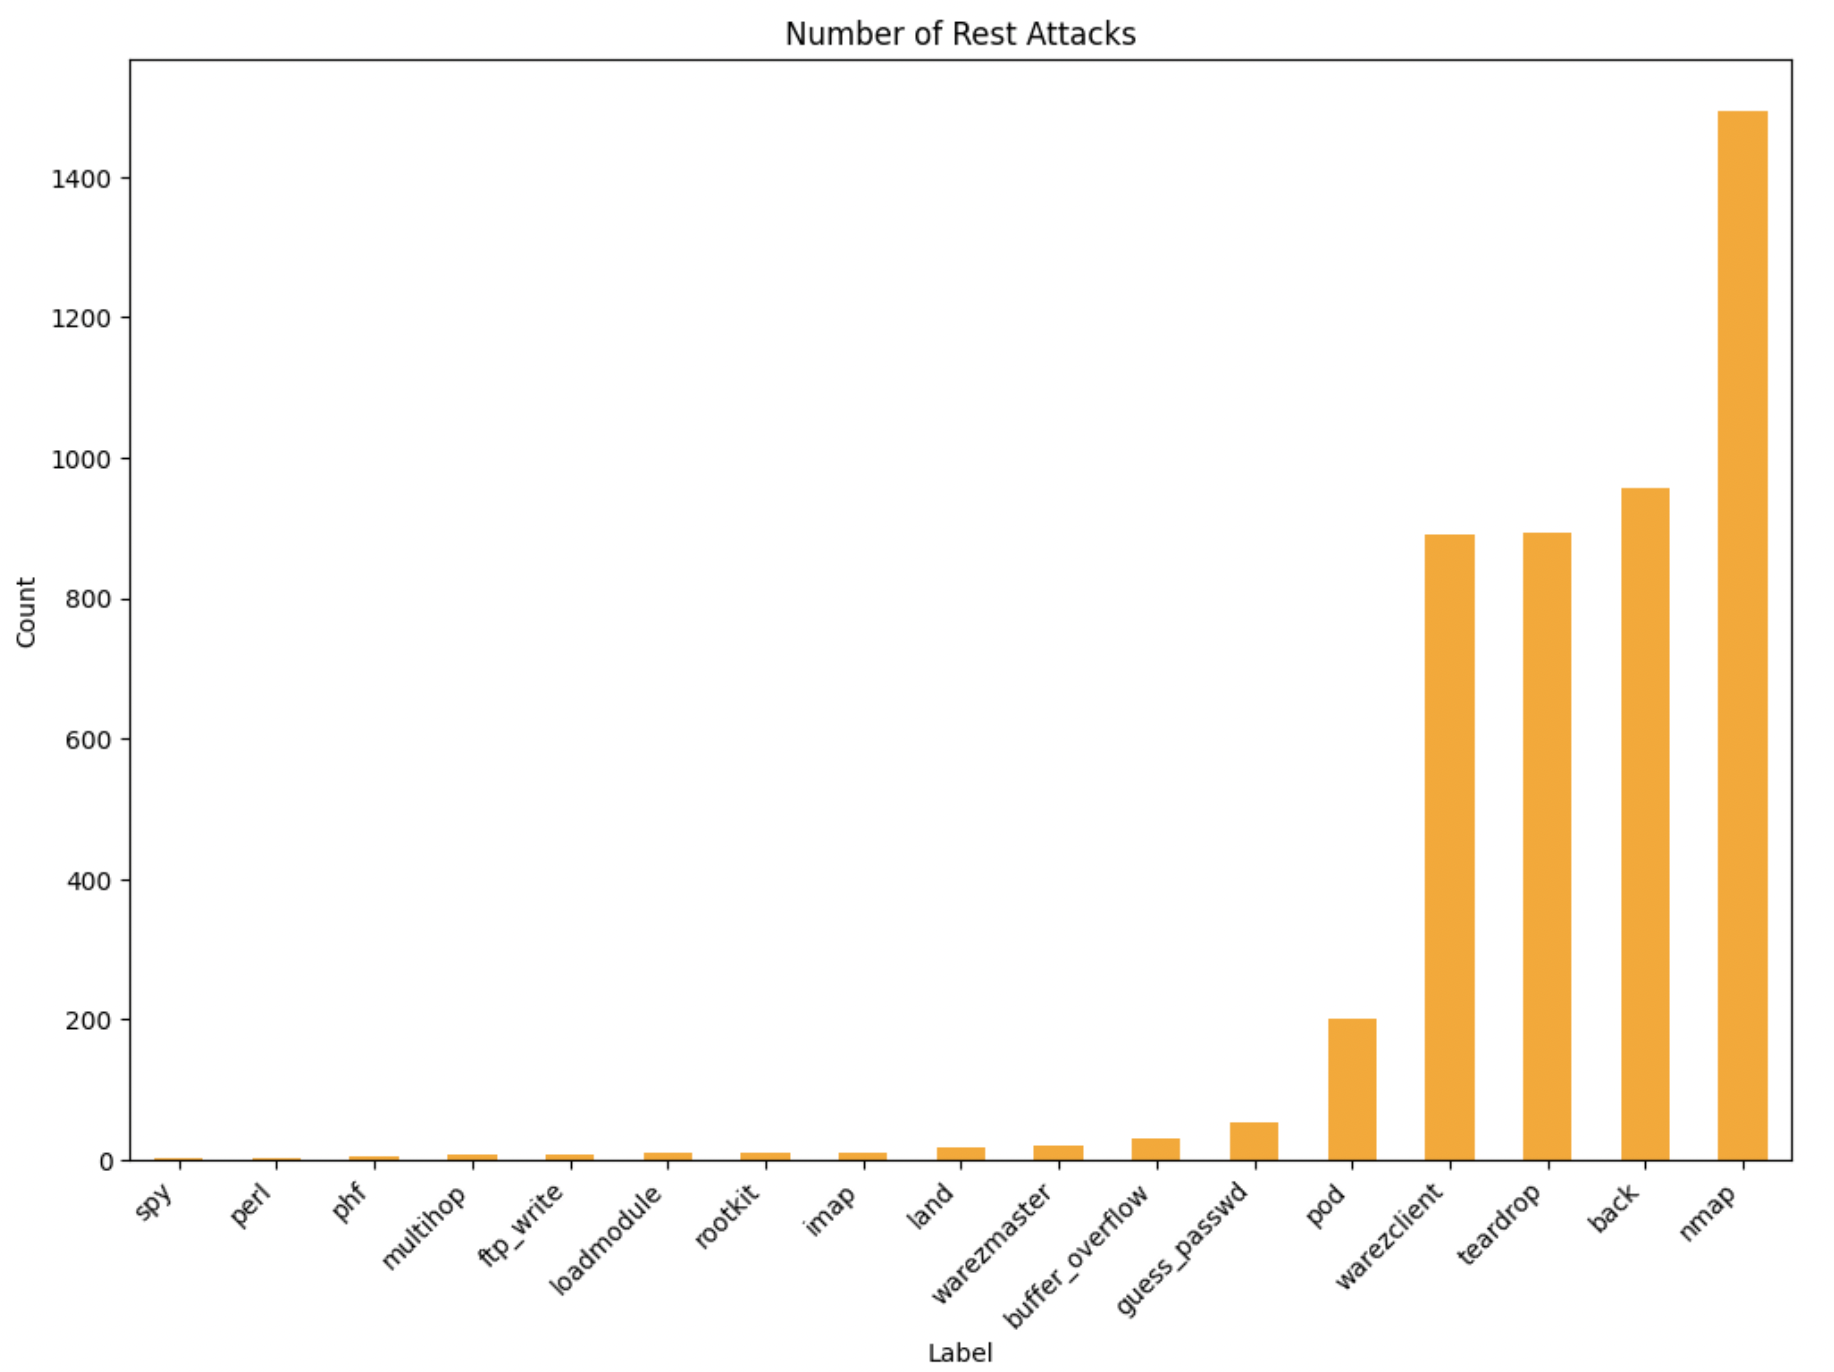 Number of Rest Attacks
1400
1200
1000
800
600
400
200
0
Count
spy
perl
phf
multihop
ftp_write
loadmodule
rootkit
imap
land
warezmaster
buffer_overflow
guess_passwd
pod
warezclient
teardrop
back
nmap
Label